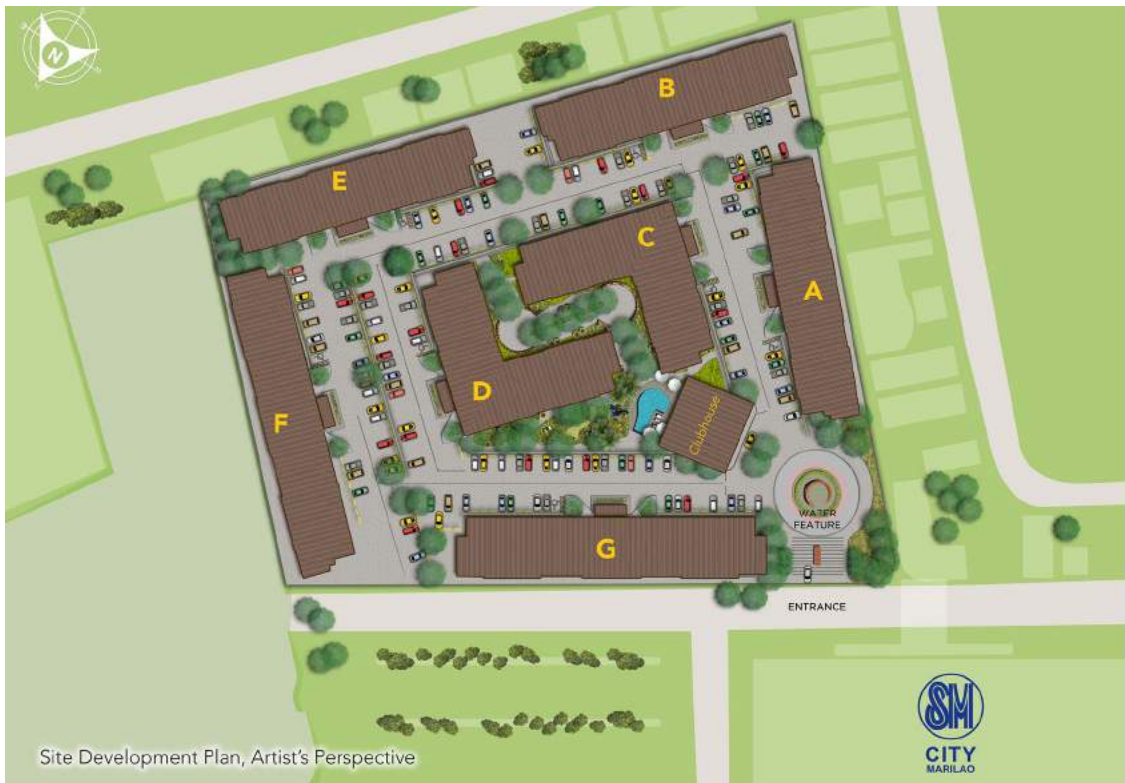 N
B
E
C
A
D
F
Clubhouse
WATER
FEATURE
G
ENTRANCE
SM
CITY
MARILAO
Site Development Plan, Artist's Perspective